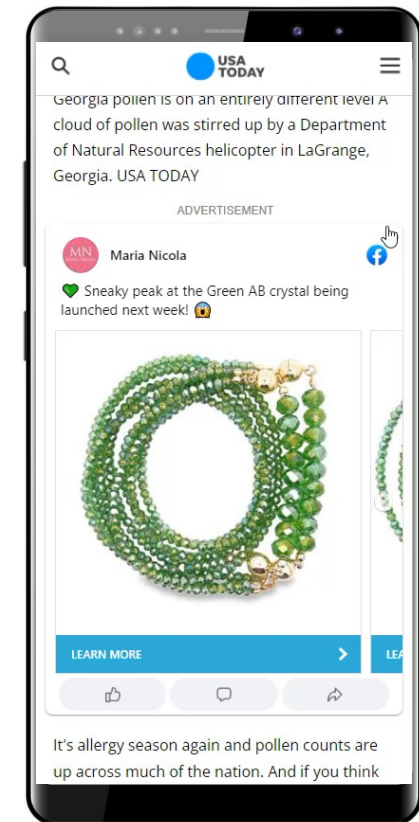 USA
TODAY
Georgia pollen is on an entirely different level A
cloud of pollen was stirred up by a Department
of Natural Resources helicopter in LaGrange,
Georgia. USA TODAY
ADVERTISEMENT
MN
Maria Nicola
Sneaky peak at the Green AB crystal being
launched next week!
LEARN MORE
LEA
It's allergy season again and pollen counts are
up across much of the nation. And if you think